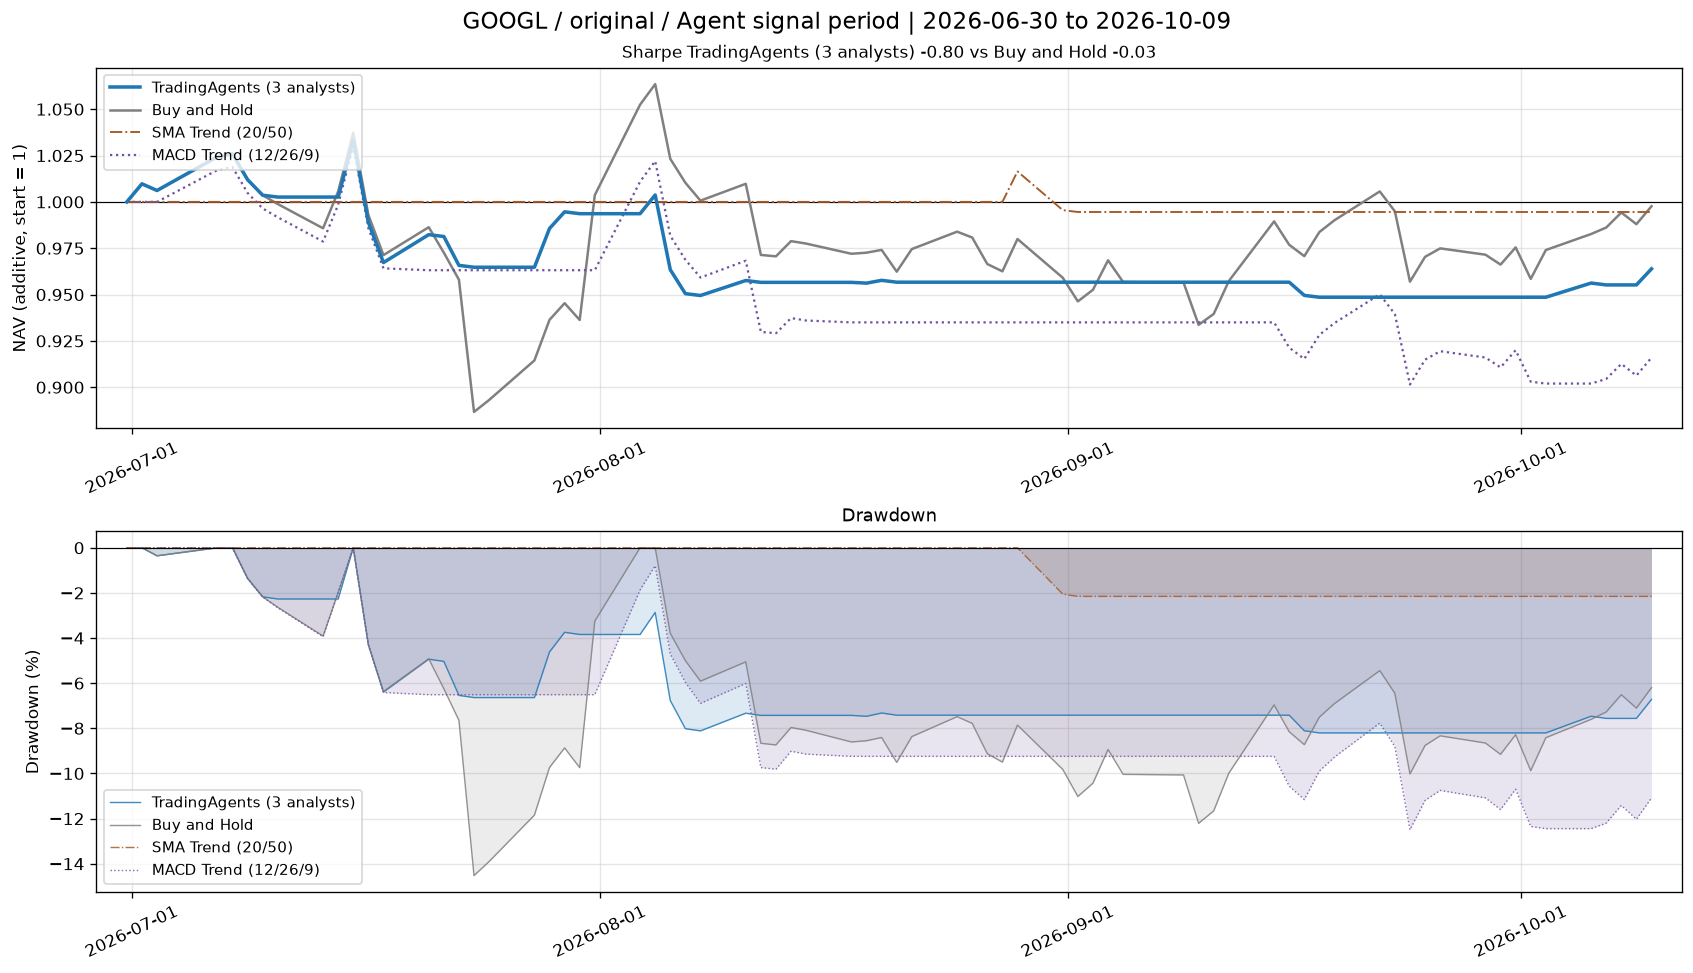 GOOGL / original / Agent signal period | 2026-06-30 to 2026-10-09
Sharpe TradingAgents (3 analysts) -0.80 vs Buy and Hold -0.03
NAV (additive, start = 1)
1.050
1.025
1.000
0.975
0.950
0.925
0.900
TradingAgents (3 analysts)
Buy and Hold
SMA Trend (20/50)
MACD Trend (12/26/9)
2026-07-01
2026-08-01
2026-09-01
2026-10-01
Drawdown
Drawdown (%)
0
−2
−4
−6
−8
−10
−12
−14
TradingAgents (3 analysts)
Buy and Hold
SMA Trend (20/50)
MACD Trend (12/26/9)
2026-07-01
2026-08-01
2026-09-01
2026-10-01